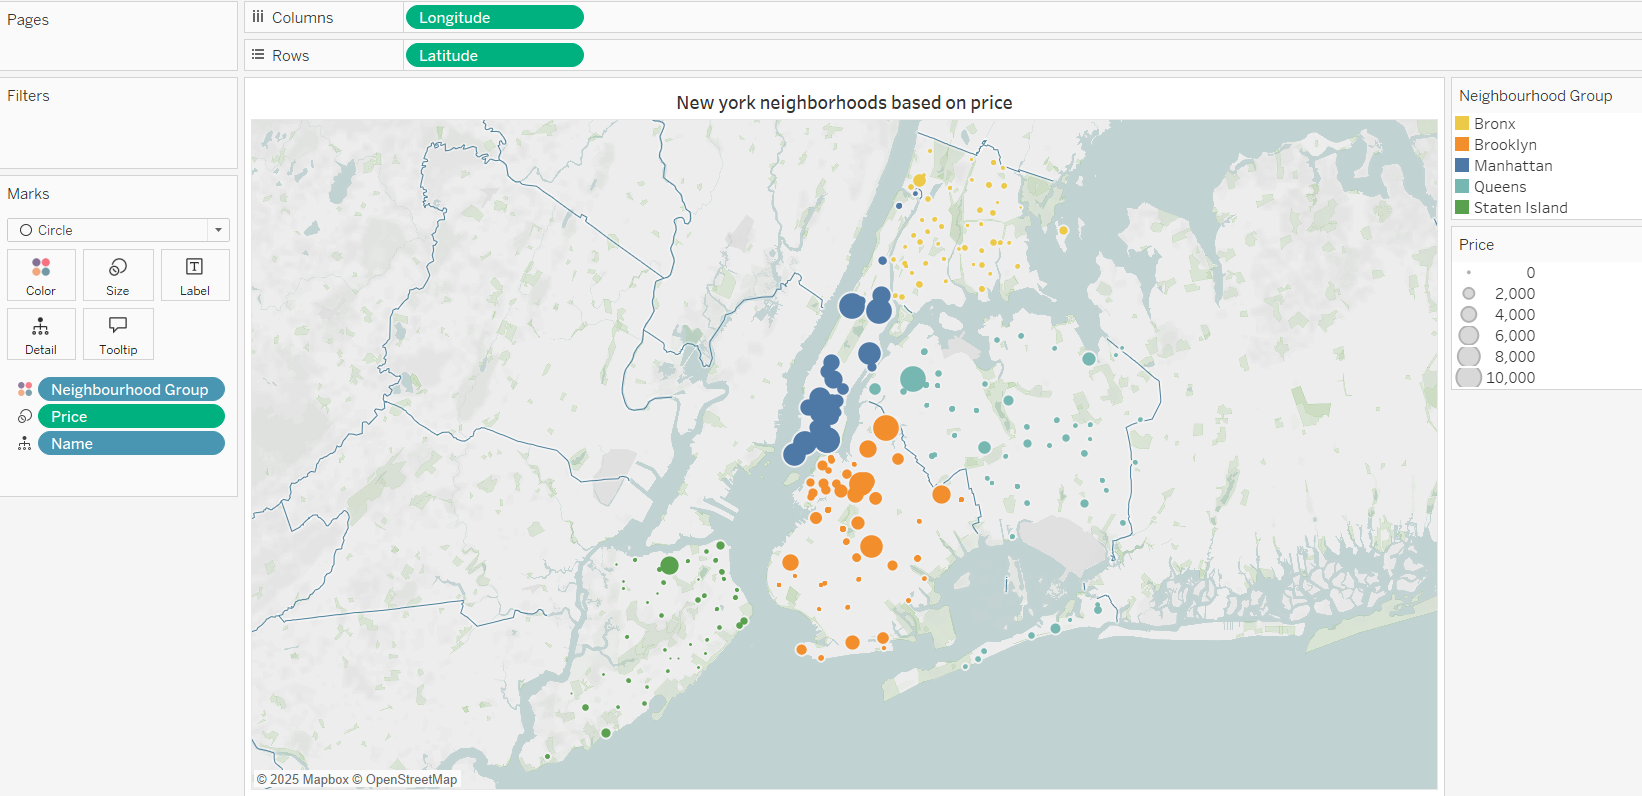 Pages
Columns
Longitude
Rows
Latitude
Filters
Marks
Circle
Color
Size
Label
Detail
Tooltip
Neighbourhood Group
Price
Name
New york neighborhoods based on price
© 2025 Mapbox © OpenStreetMap
Neighbourhood Group
Bronx
Brooklyn
Manhattan
Queens
Staten Island
Price
0
2,000
4,000
6,000
8,000
10,000